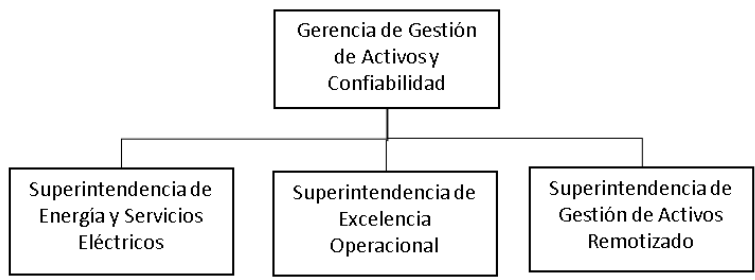 Gerencia de Gestión
de Activos y
Confiabilidad
Superintendencia de
Energía y Servicios
Eléctricos
Superintendencia de
Excelencia
Operacional
Superintendencia de
Gestión de Activos
Remotizado